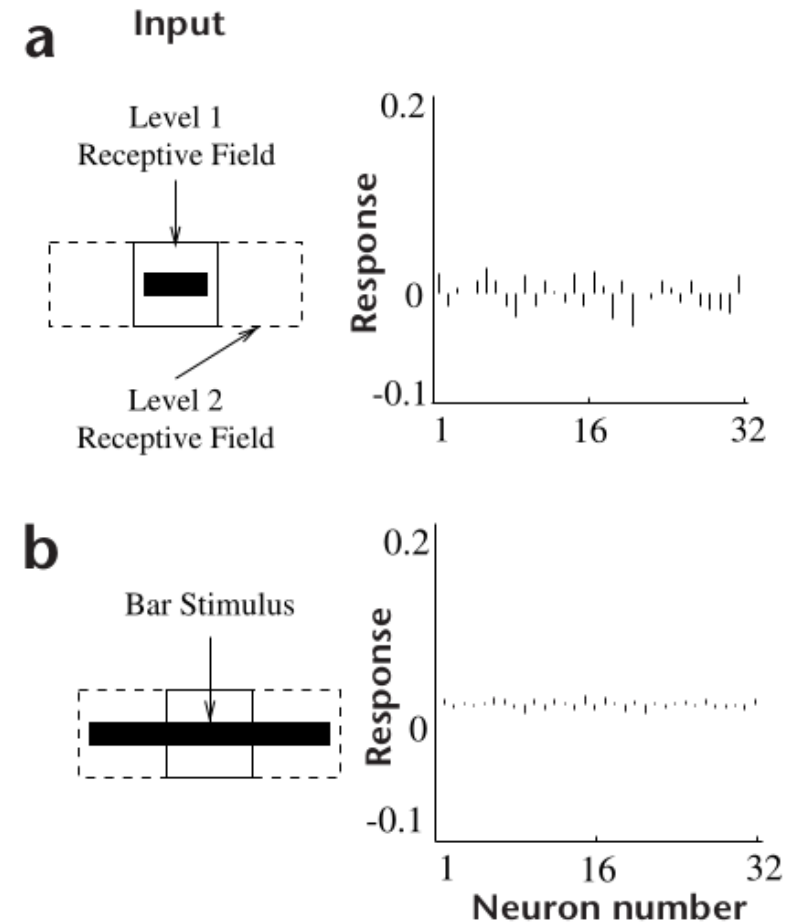 a
Input
Level 1
Receptive Field
Level 2
Receptive Field
Response
0.2
0
-0.1
1 16 32
b
Bar Stimulus
Response
0.2
0
-0.1
1 16 32
Neuron number